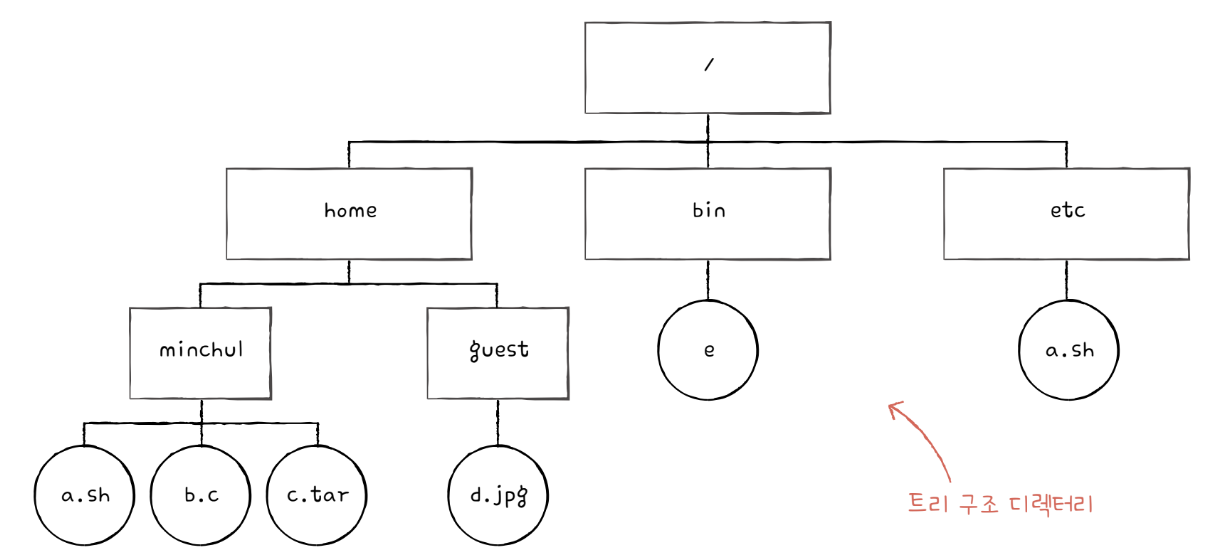 /
home
bin
etc
minchul
guest
e
a.sh
a.sh
b.c
c.tar
d.jpg
트리 구조 디렉터리